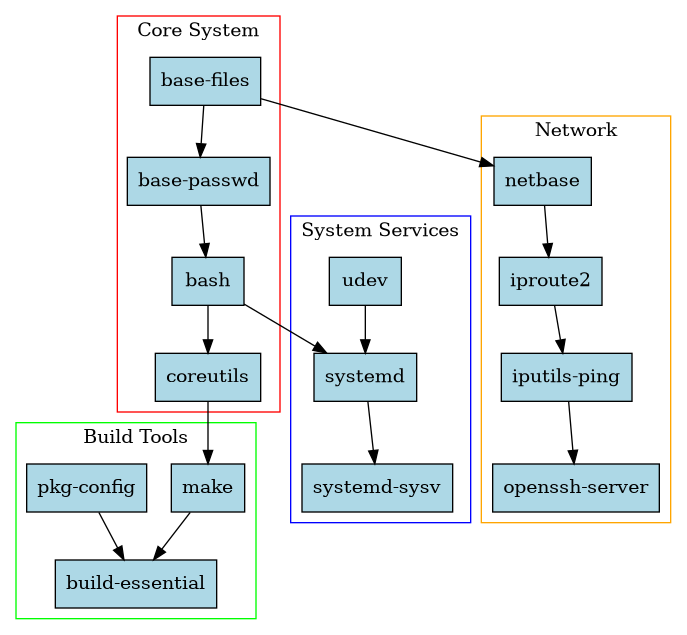 Core System
base-files
base-passwd
bash
coreutils
System Services
udev
systemd
systemd-sysv
Network
netbase
iproute2
iputils-ping
openssh-server
Build Tools
pkg-config
make
build-essential